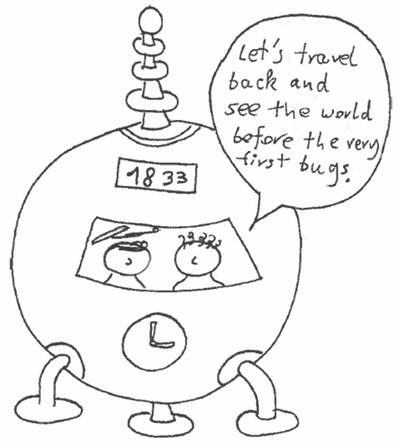 Let's travel
back and
see the world
before the very
first bugs.
1833